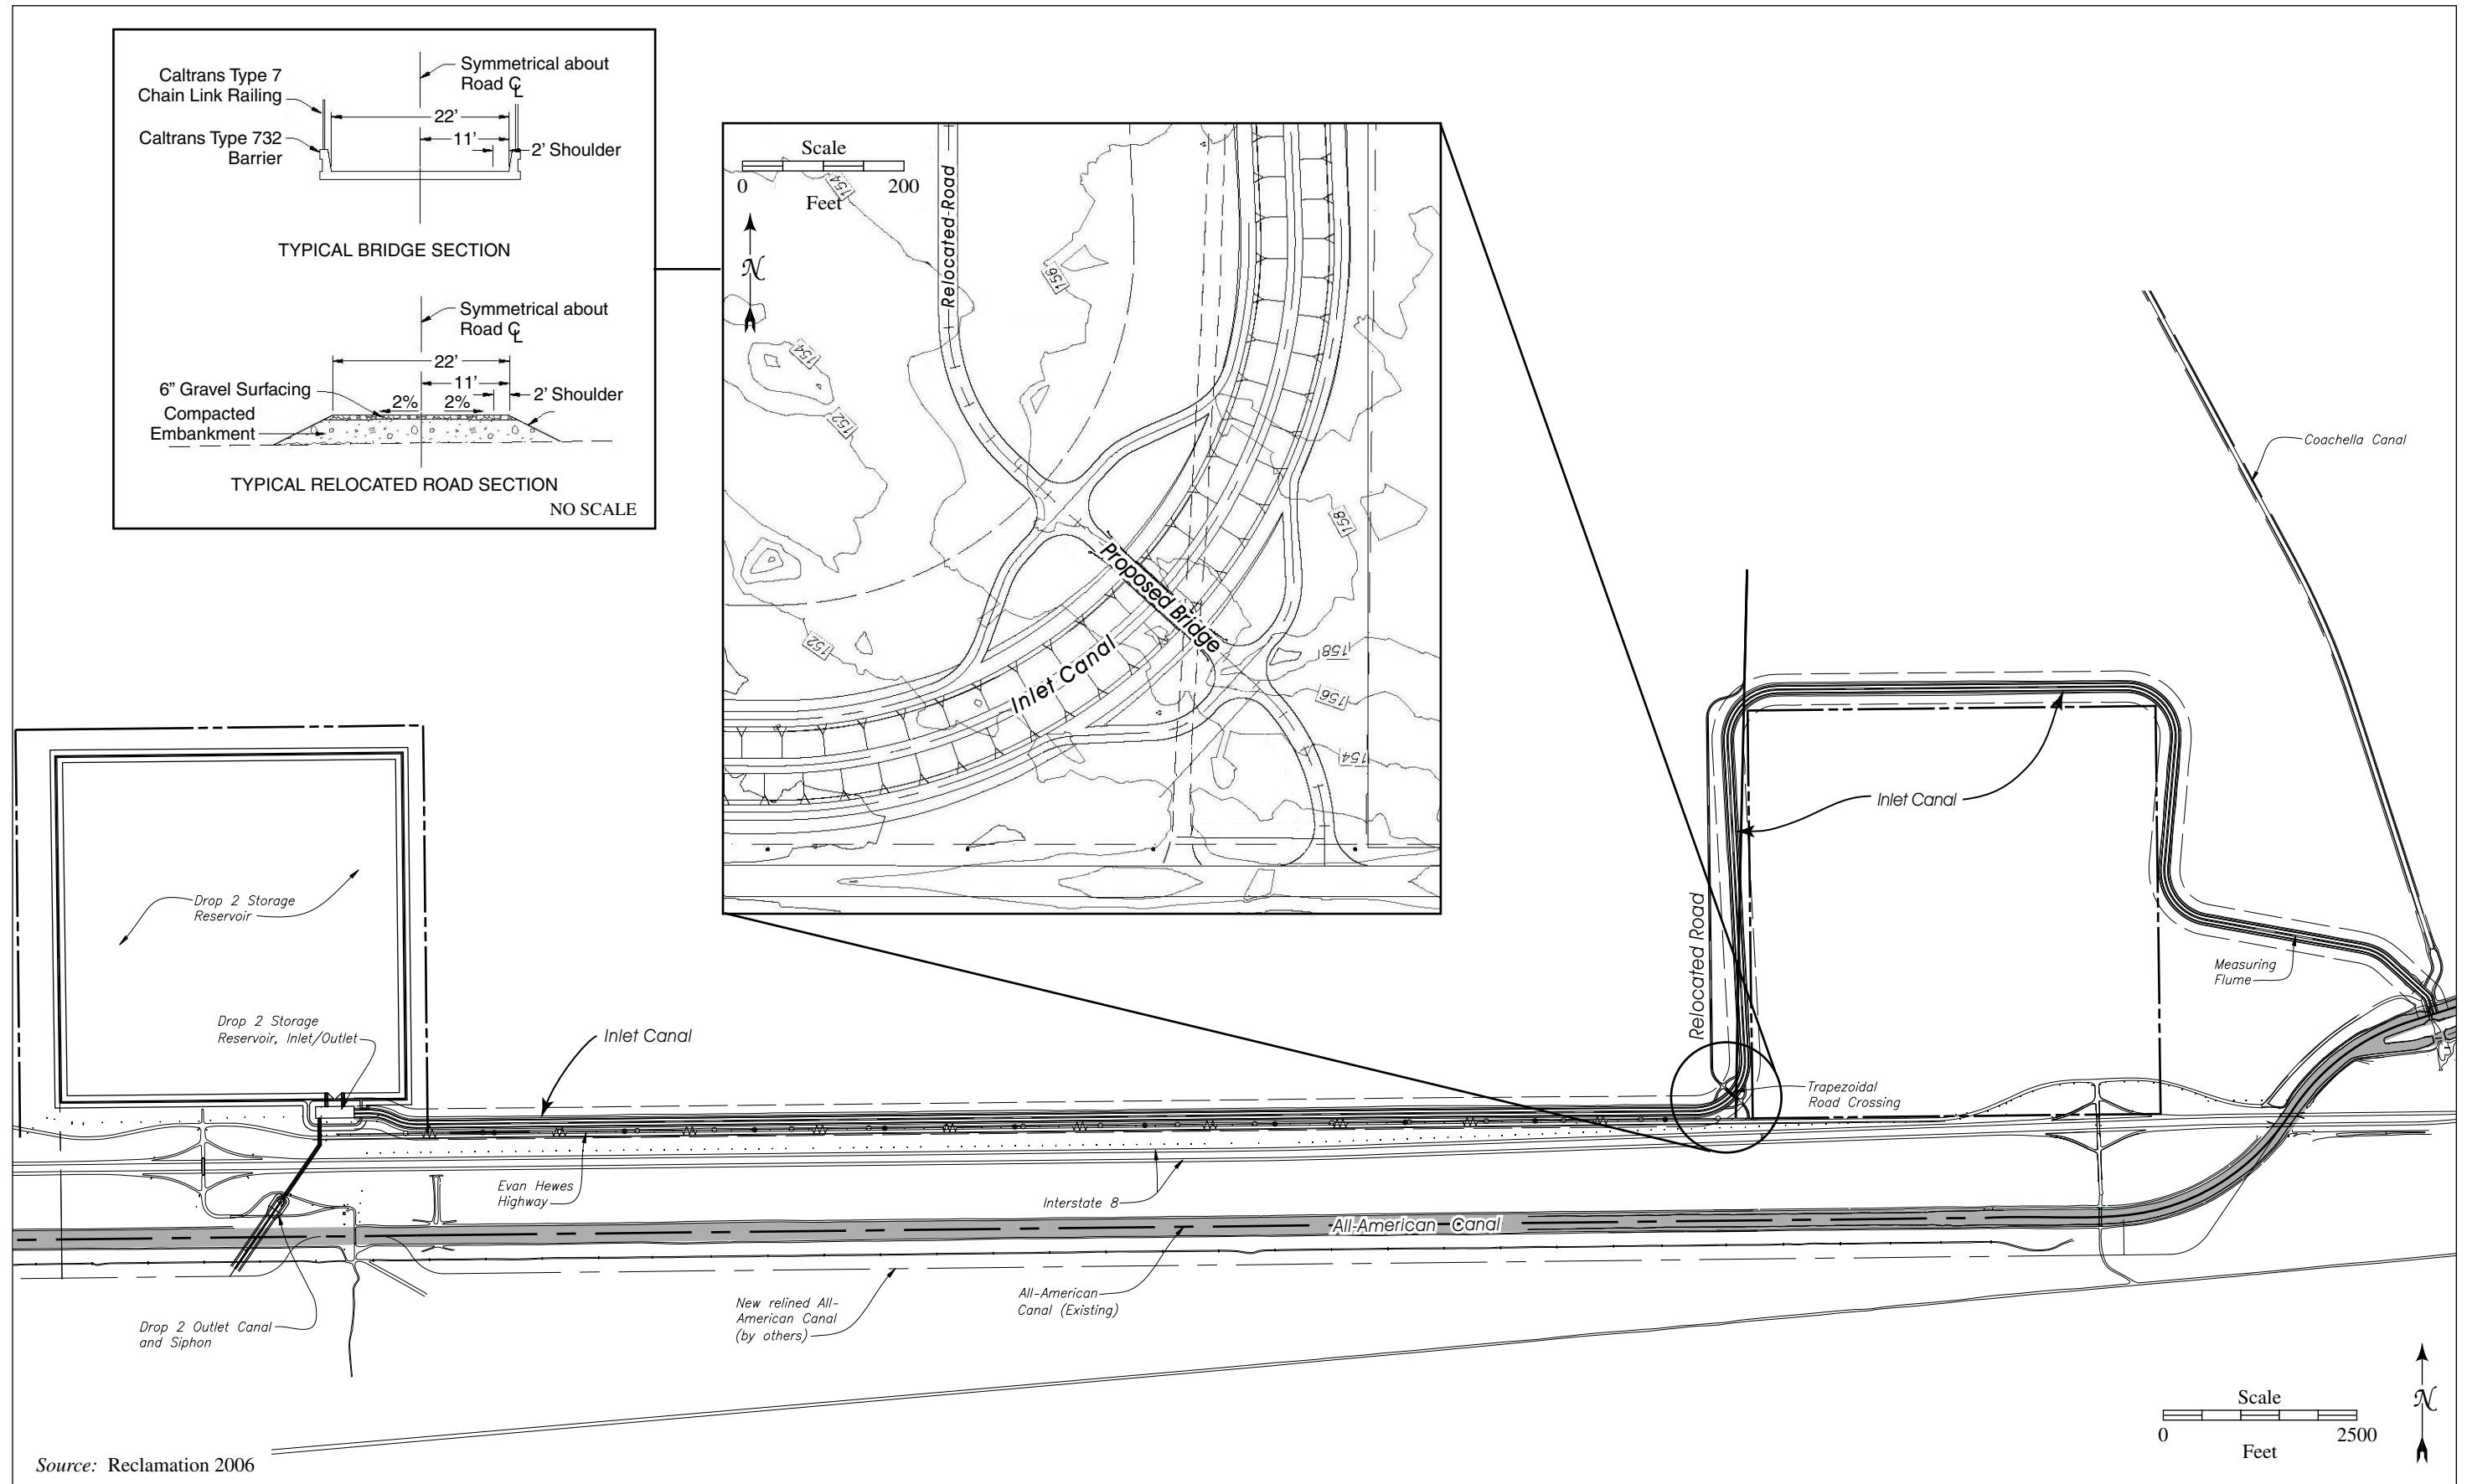 Caltrans Type 7
Chain Link Railing
Caltrans Type 732
Barrier
Symmetrical about
Road ℄
22'
11'
2' Shoulder
TYPICAL BRIDGE SECTION
Symmetrical about
Road ℄
22'
11'
6" Gravel Surfacing
2%
2%
2' Shoulder
Compacted
Embankment
TYPICAL RELOCATED ROAD SECTION
NO SCALE
Scale
0
200
Feet
N
Relocated Road
154
156
154
152
152
158
158
156
154
Proposed Bridge
Inlet Canal
Coachella Canal
Inlet Canal
Relocated Road
Measuring
Flume
Trapezoidal
Road Crossing
Drop 2 Storage
Reservoir
Drop 2 Storage
Reservoir, Inlet/Outlet
Inlet Canal
Evan Hewes
Highway
Interstate 8
All-American Canal
New relined All-
American Canal
(by others)
All-American
Canal (Existing)
Drop 2 Outlet Canal
and Siphon
Scale
0
2500
Feet
N
Source: Reclamation 2006